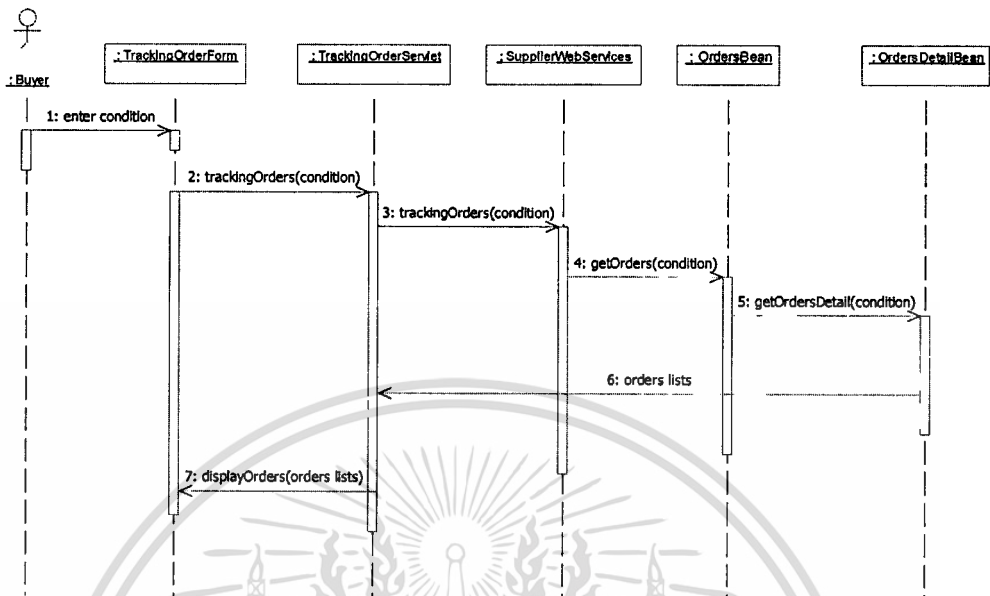 : Buyer
: TrackingOrderForm
: TrackingOrderServlet
: SupplierWebServices
: OrdersBean
: OrdersDetailBean
1: enter condition
2: trackingOrders(condition)
3: trackingOrders(condition)
4: getOrders(condition)
5: getOrdersDetail(condition)
6: orders lists
7: displayOrders(orders lists)